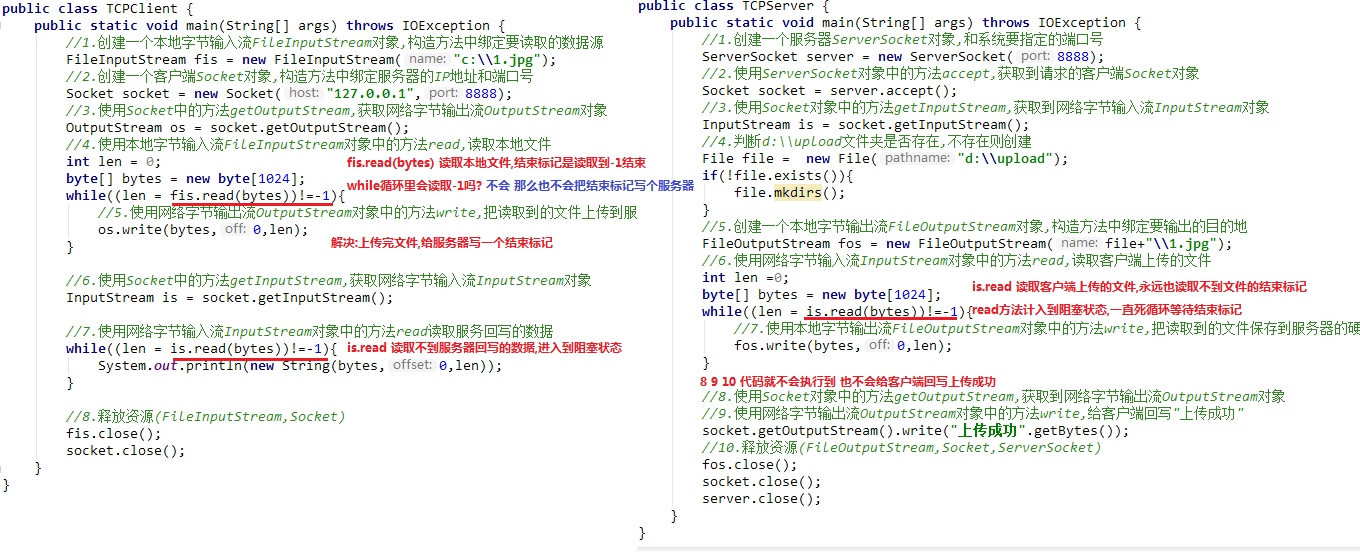 public class TCPClient {
public static void main(String[] args) throws IOException {
//1.创建一个本地字节输入流FileInputStream对象,构造方法中绑定要读取的数据源
FileInputStream fis = new FileInputStream( name: "c:\\1.jpg");
//2.创建一个客户端Socket对象,构造方法中绑定服务器的IP地址和端口号
Socket socket = new Socket( host: "127.0.0.1", port: 8888);
//3.使用Socket中的方法getOutputStream,获取网络字节输出流OutputStream对象
OutputStream os = socket.getOutputStream();
//4.使用本地字节输入流FileInputStream对象中的方法read,读取本地文件
int len = 0;
fis.read(bytes) 读取本地文件,结束标记是读取到-1结束
byte[] bytes = new byte[1024];
while循环里会读取-1吗? 不会 那么也不会把结束标记写个服务器
while((len = fis.read(bytes))!=-1){
//5.使用网络字节输出流OutputStream对象中的方法write,把读取到的文件上传到服
os.write(bytes, off: 0,len);
解决:上传完文件,给服务器写一个结束标记
}
//6.使用Socket中的方法getInputStream,获取网络字节输入流InputStream对象
InputStream is = socket.getInputStream();
//7.使用网络字节输入流InputStream对象中的方法read读取服务回写的数据
while((len = is.read(bytes))!=-1){
is.read 读取不到服务器回写的数据,进入到阻塞状态
System.out.println(new String(bytes, offset: 0,len));
}
//8.释放资源(FileInputStream,Socket)
fis.close();
socket.close();
}
}
public class TCPServer {
public static void main(String[] args) throws IOException {
//1.创建一个服务器ServerSocket对象,和系统要指定的端口号
ServerSocket server = new ServerSocket( port: 8888);
//2.使用ServerSocket对象中的方法accept,获取到请求的客户端Socket对象
Socket socket = server.accept();
//3.使用Socket对象中的方法getInputStream,获取到网络字节输入流InputStream对象
InputStream is = socket.getInputStream();
//4.判断d:\\upload文件夹是否存在,不存在则创建
File file =  new File( pathname: "d:\\upload");
if(!file.exists()){
file.mkdirs();
}
//5.创建一个本地字节输出流FileOutputStream对象,构造方法中绑定要输出的目的地
FileOutputStream fos = new FileOutputStream( name: file+"\\1.jpg");
//6.使用网络字节输入流InputStream对象中的方法read,读取客户端上传的文件
int len =0;
is.read 读取客户端上传的文件,永远也读取不到文件的结束标记
byte[] bytes = new byte[1024];
while((len = is.read(bytes))!=-1){
read方法计入到阻塞状态,一直死循环等待结束标记
//7.使用本地字节输出流FileOutputStream对象中的方法write,把读取到的文件保存到服务器的硬
fos.write(bytes, off: 0,len);
}
8 9 10 代码就不会执行到 也不会给客户端回写上传成功
//8.使用Socket对象中的方法getOutputStream,获取到网络字节输出流OutputStream对象
//9.使用网络字节输出流OutputStream对象中的方法write,给客户端回写"上传成功"
socket.getOutputStream().write("上传成功".getBytes());
//10.释放资源(FileOutputStream,Socket,ServerSocket)
fos.close();
socket.close();
server.close();
}
}